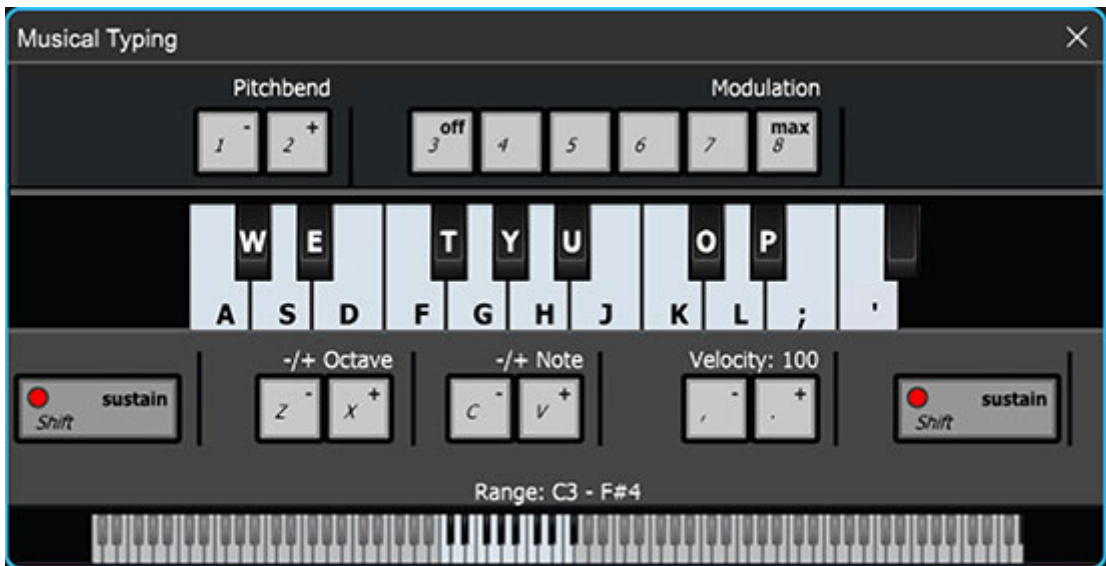 Musical Typing
Pitchbend Modulation
1 - 2 + 3 off 4 5 6 7 8 max
W E T Y U O P
A S D F G H J K L ; '
-/+ Octave -/+ Note Velocity: 100
Shift sustain Z - X + C - V + , - . + Shift sustain
Range: C3 - F#4